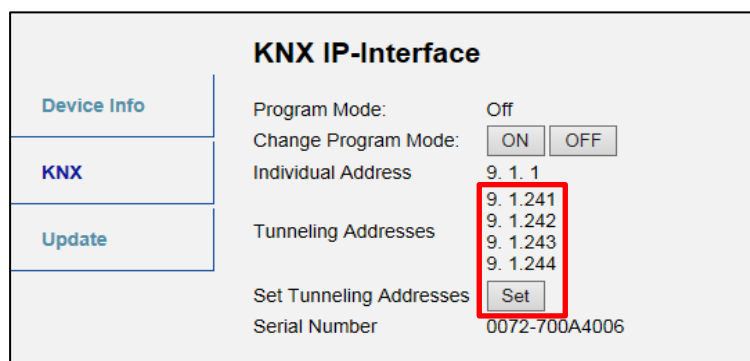 KNX IP-Interface
Device Info
Program Mode: Off
Change Program Mode: ON OFF
KNX
Individual Address 9. 1. 1
Update
Tunneling Addresses
9. 1.241
9. 1.242
9. 1.243
9. 1.244
Set Tunneling Addresses Set
Serial Number 0072-700A4006